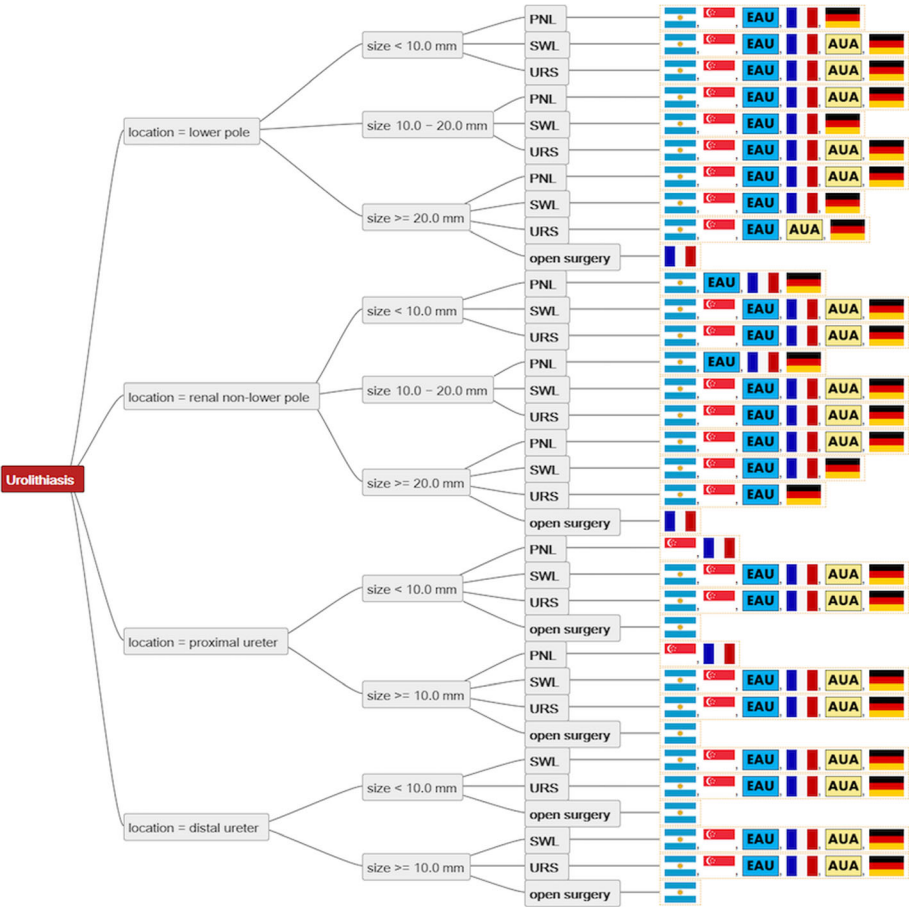 PNL EAU
size < 10.0 mm SWL EAU AUA
URS EAU AUA
PNL EAU AUA
location = lower pole size 10.0 – 20.0 mm SWL EAU
URS EAU AUA
PNL EAU AUA
size >= 20.0 mm SWL EAU
URS EAU AUA
open surgery
PNL EAU
size < 10.0 mm SWL EAU AUA
URS EAU AUA
PNL EAU
location = renal non-lower pole size 10.0 – 20.0 mm SWL EAU AUA
URS EAU AUA
PNL EAU AUA
Urolithiasis size >= 20.0 mm SWL EAU
URS EAU
open surgery
PNL
size < 10.0 mm SWL EAU AUA
URS EAU AUA
open surgery
location = proximal ureter PNL
size >= 10.0 mm SWL EAU AUA
URS EAU AUA
open surgery
SWL EAU AUA
size < 10.0 mm URS EAU AUA
open surgery
location = distal ureter SWL EAU AUA
size >= 10.0 mm URS EAU AUA
open surgery